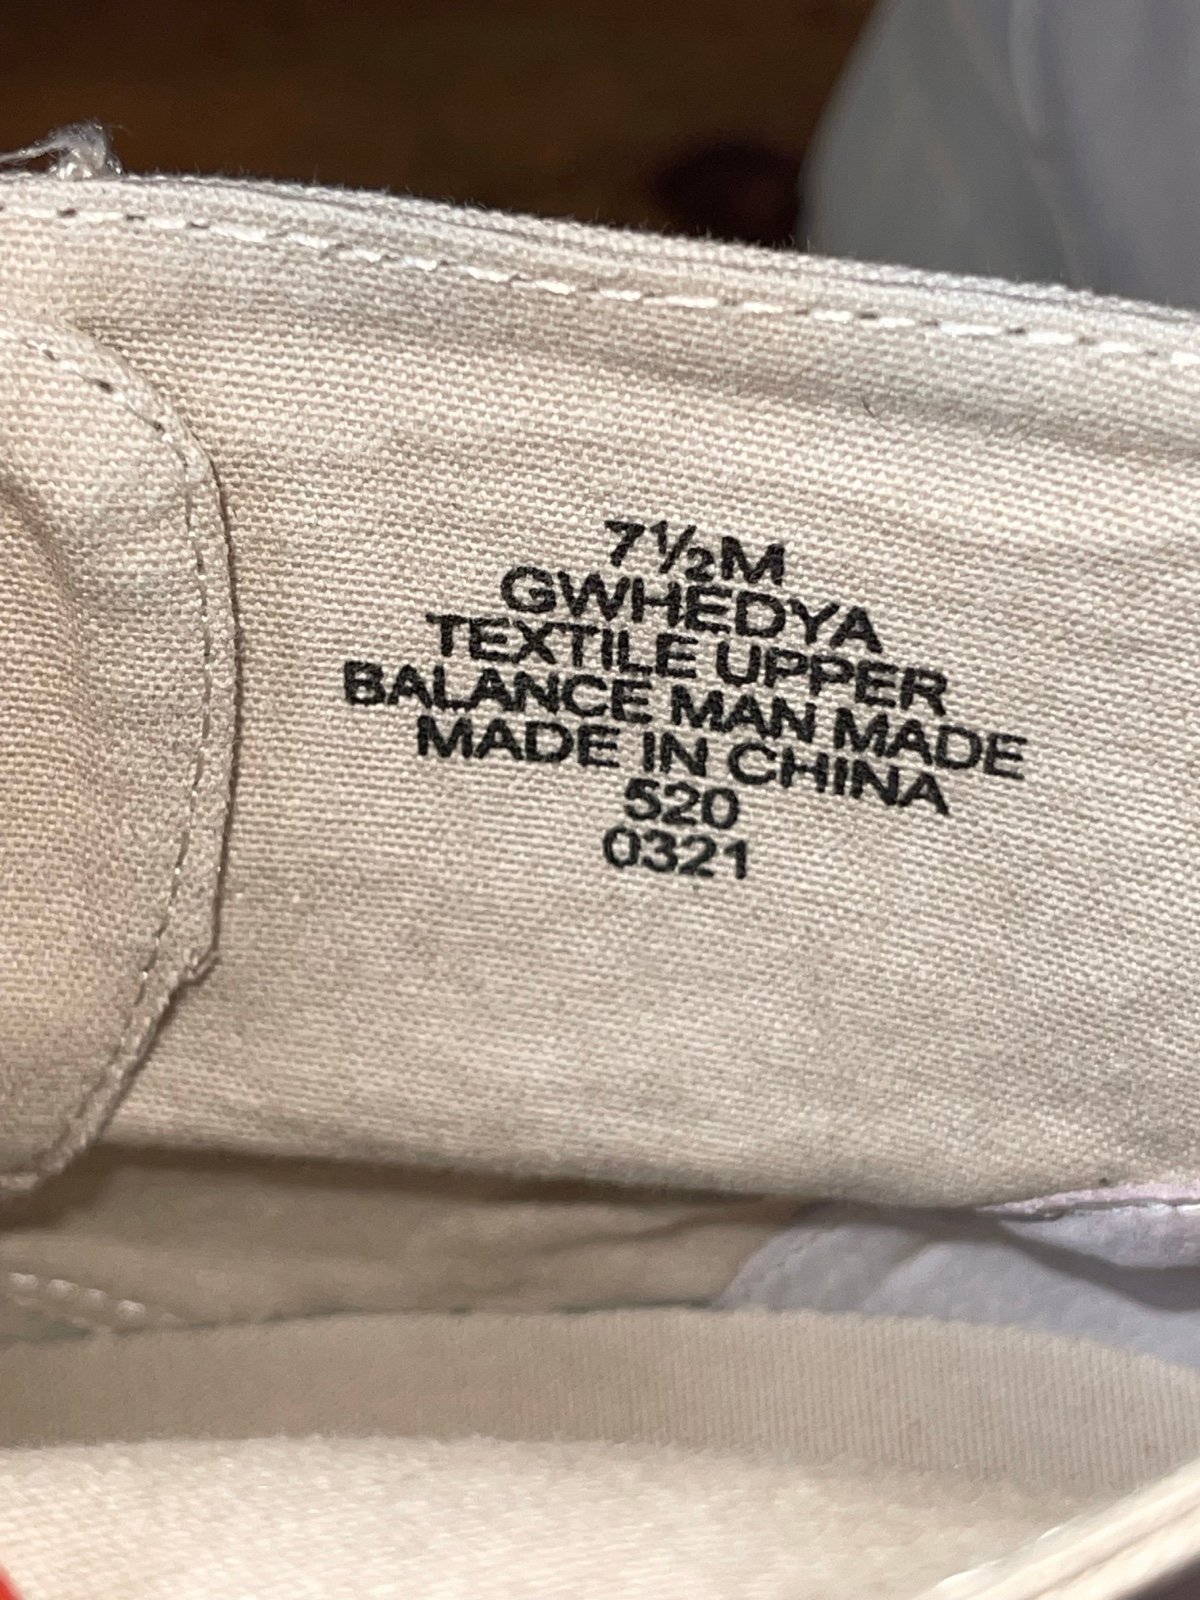 7½M
GWHEDYA
TEXTILE UPPER
BALANCE MAN MADE
MADE IN CHINA
520
0321